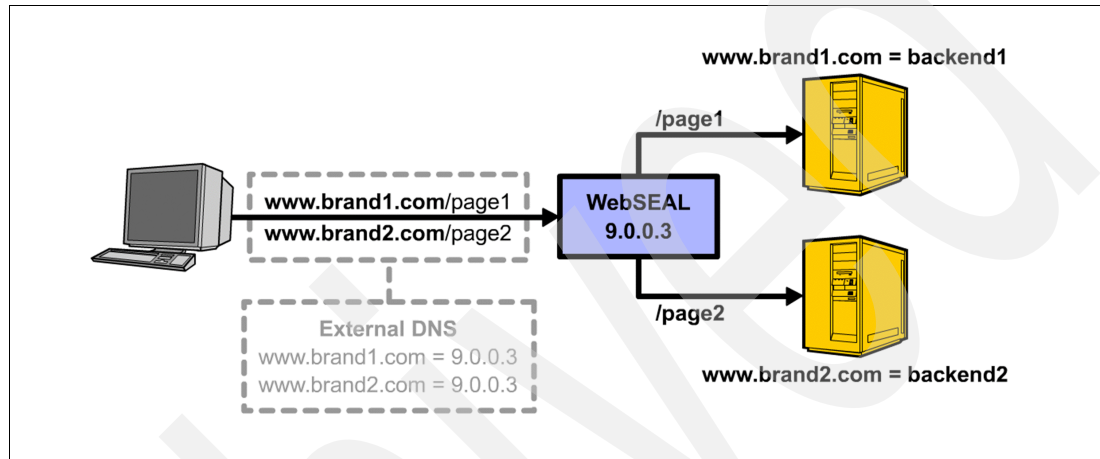 www.brand1.com = backend1
/page1
www.brand1.com/page1
www.brand2.com/page2
WebSEAL
9.0.0.3
/page2
External DNS
www.brand1.com = 9.0.0.3
www.brand2.com = 9.0.0.3
www.brand2.com = backend2